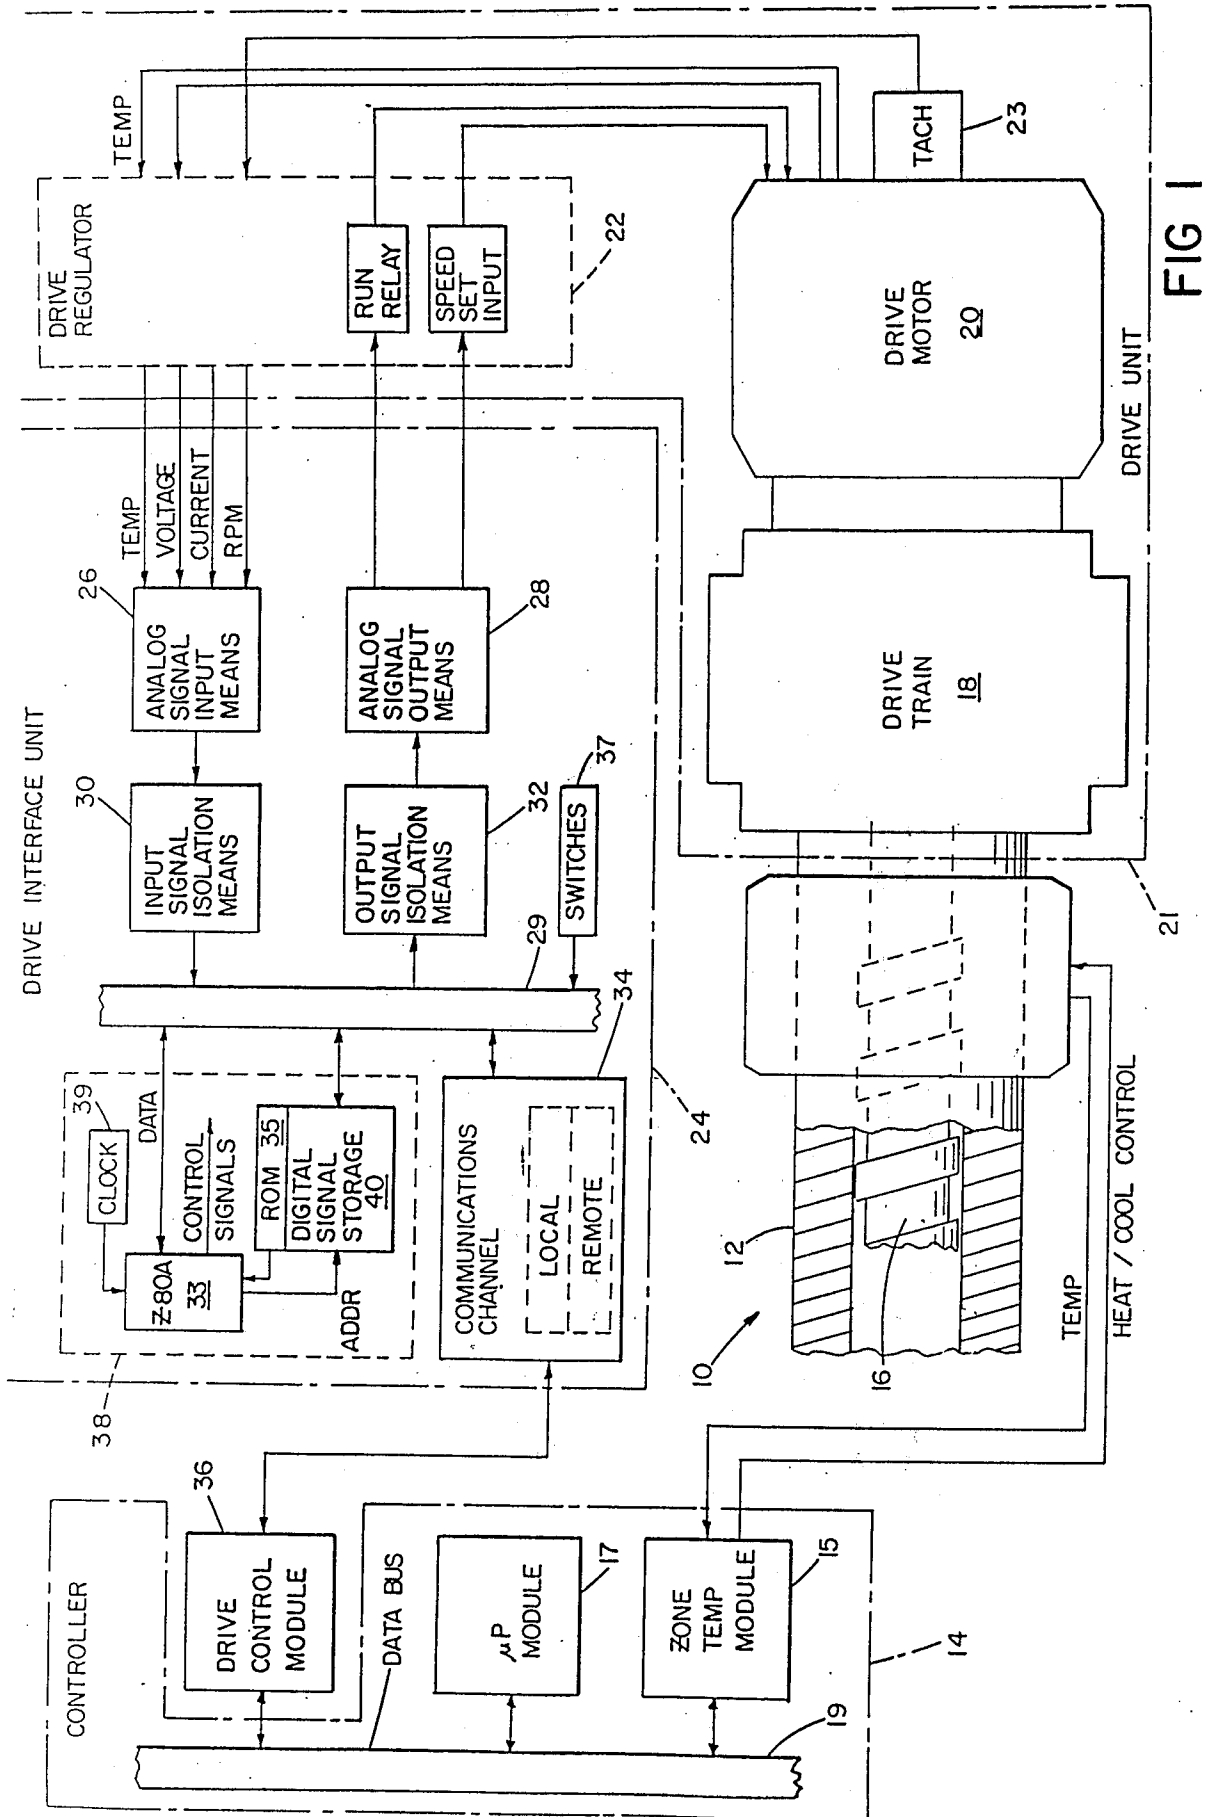 CONTROLLER
DRIVE
CONTROL
MODULE
36
DATA BUS
μP
MODULE
17
ZONE
TEMP
MODULE
15
19
14
DRIVE INTERFACE UNIT
38
CLOCK
39
Z-80A
33
DATA
CONTROL
SIGNALS
ADDR
ROM 35
DIGITAL
SIGNAL
STORAGE
40
COMMUNICATIONS
CHANNEL
LOCAL
REMOTE
34
29
24
INPUT
SIGNAL
ISOLATION
MEANS
30
OUTPUT
SIGNAL
ISOLATION
MEANS
32
SWITCHES
37
ANALOG
SIGNAL
INPUT
MEANS
26
ANALOG
SIGNAL
OUTPUT
MEANS
28
TEMP
VOLTAGE
CURRENT
RPM
DRIVE
REGULATOR
RUN
RELAY
SPEED
SET
INPUT
22
TEMP
TACH
23
10
12
16
TEMP
HEAT / COOL CONTROL
21
DRIVE
TRAIN
18
DRIVE
MOTOR
20
DRIVE UNIT
FIG 1